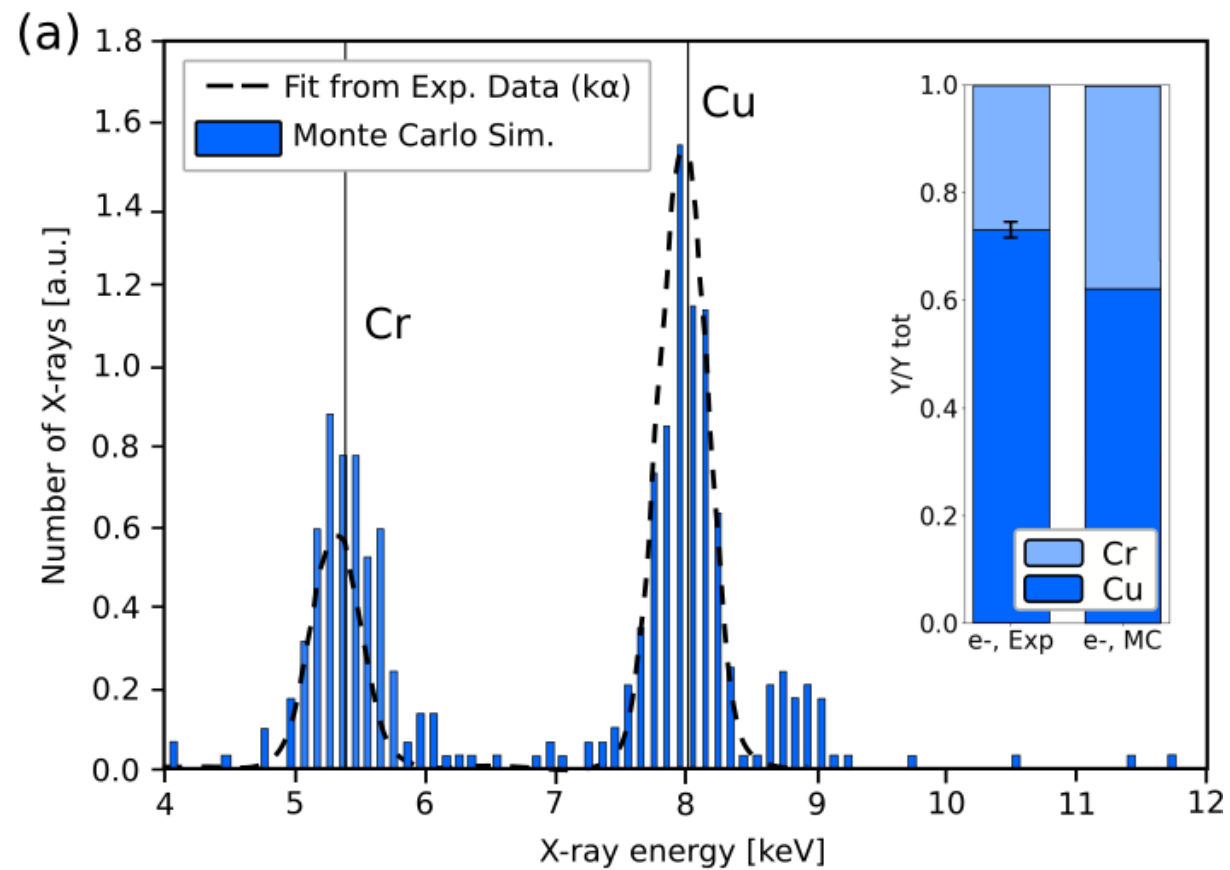 (a)
1.8
1.6
1.4
1.2
1.0
0.8
0.6
0.4
0.2
0.0
Number of X-rays [a.u.]
Fit from Exp. Data (kα)
Monte Carlo Sim.
Cr
Cu
4 5 6 7 8 9 10 11 12
X-ray energy [keV]
1.0
0.8
0.6
0.4
0.2
0.0
Y/Y tot
Cr
Cu
e-, Exp e-, MC